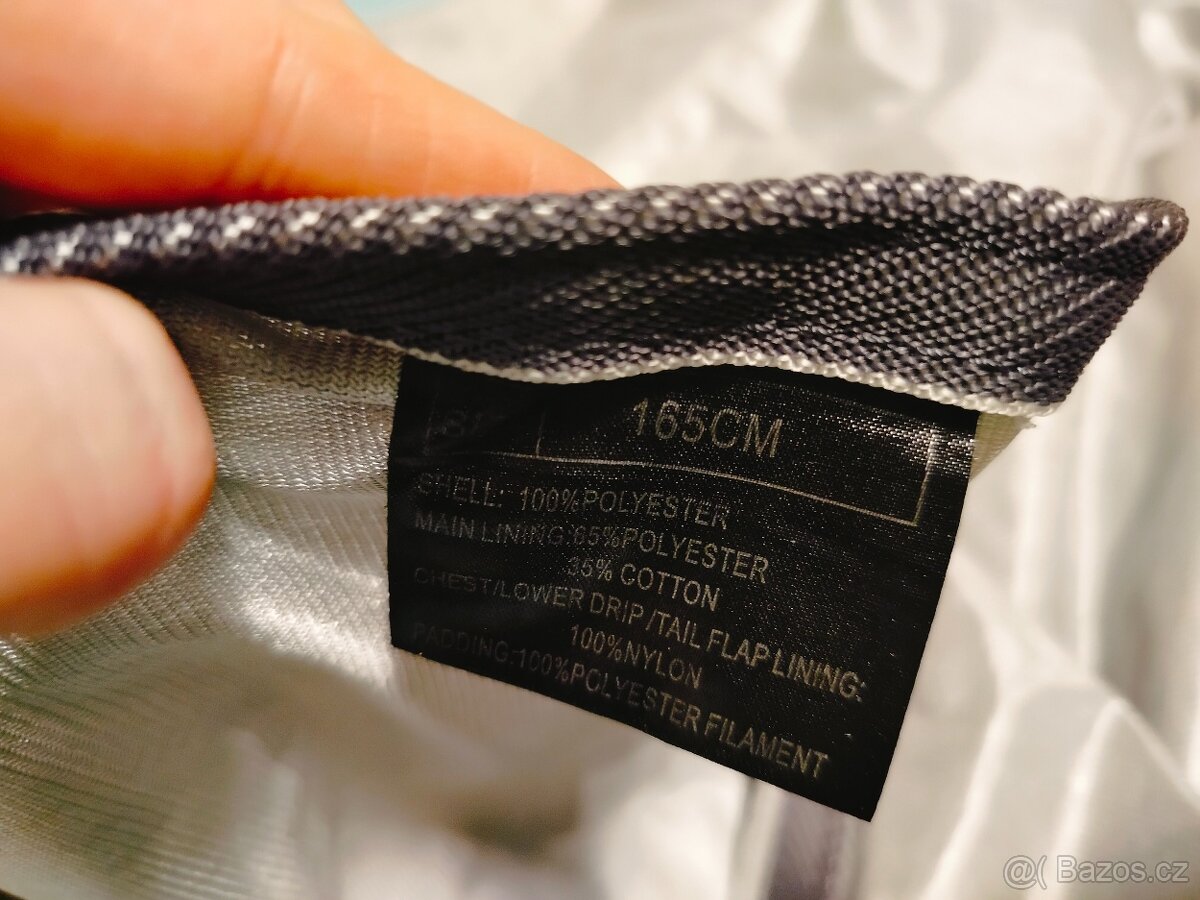 165CM
SHELL: 100%POLYESTER
MAIN LINING:65%POLYESTER
35% COTTON
CHEST/LOWER DRIP/TAIL FLAP LINING:
100%NYLON
PADDING:100%POLYESTER FILAMENT
@( Bazos.cz